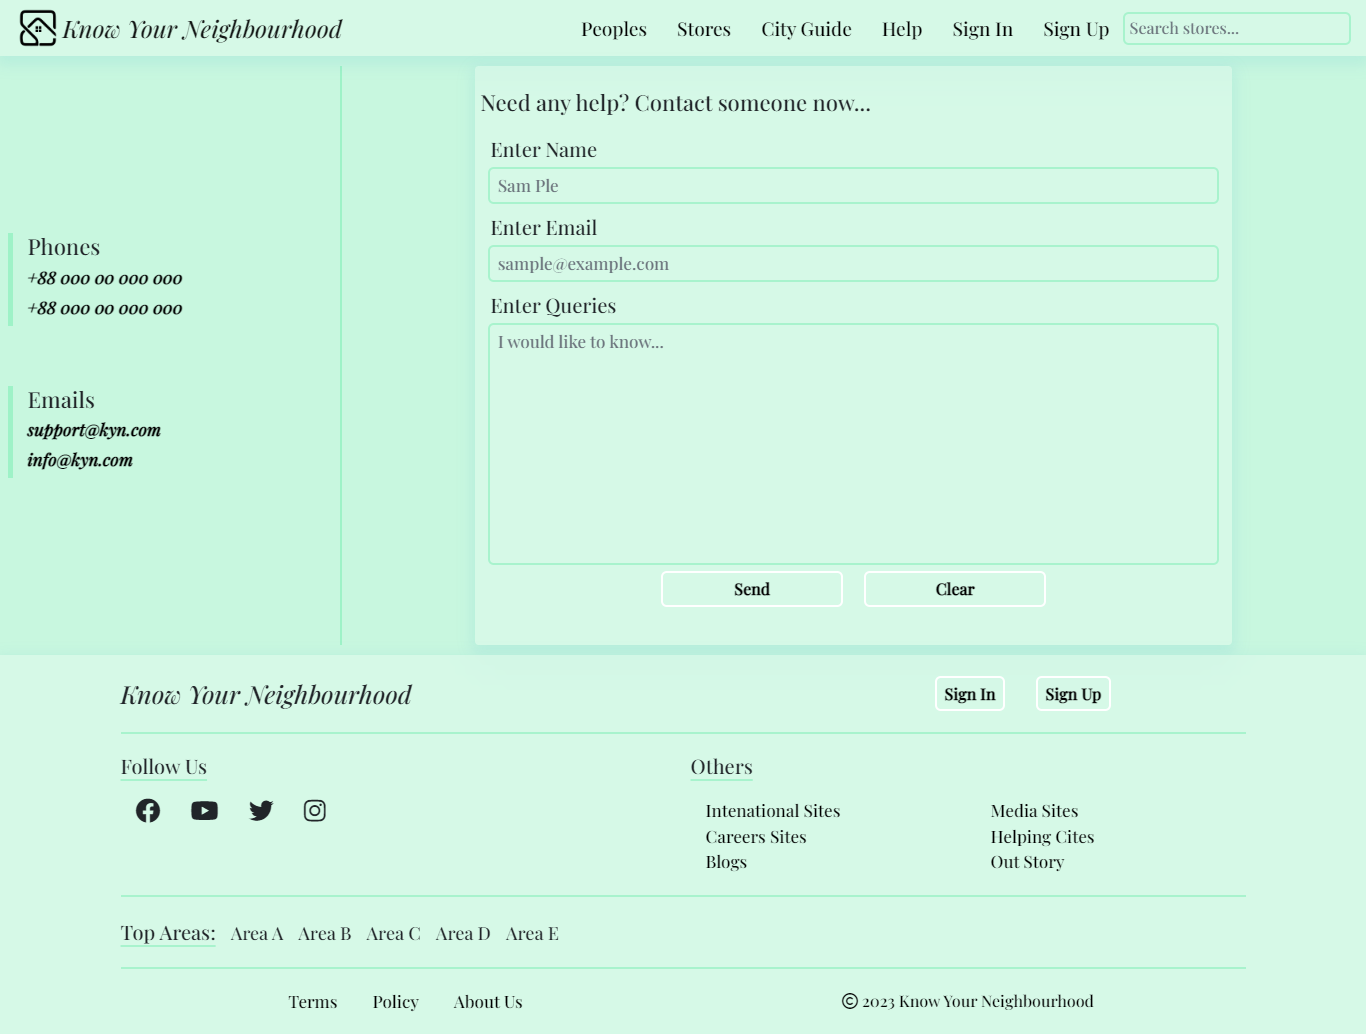 Know Your Neighbourhood
Peoples Stores City Guide Help Sign In Sign Up Search stores...
Phones
+88 000 00 000 000
+88 000 00 000 000
Emails
support@kyn.com
info@kyn.com
Need any help? Contact someone now...
Enter Name
Sam Ple
Enter Email
sample@example.com
Enter Queries
I would like to know...
Send Clear
Know Your Neighbourhood
Sign In Sign Up
Follow Us
Others
Intenational Sites Media Sites
Careers Sites Helping Cites
Blogs Out Story
Top Areas: Area A Area B Area C Area D Area E
Terms Policy About Us
© 2023 Know Your Neighbourhood